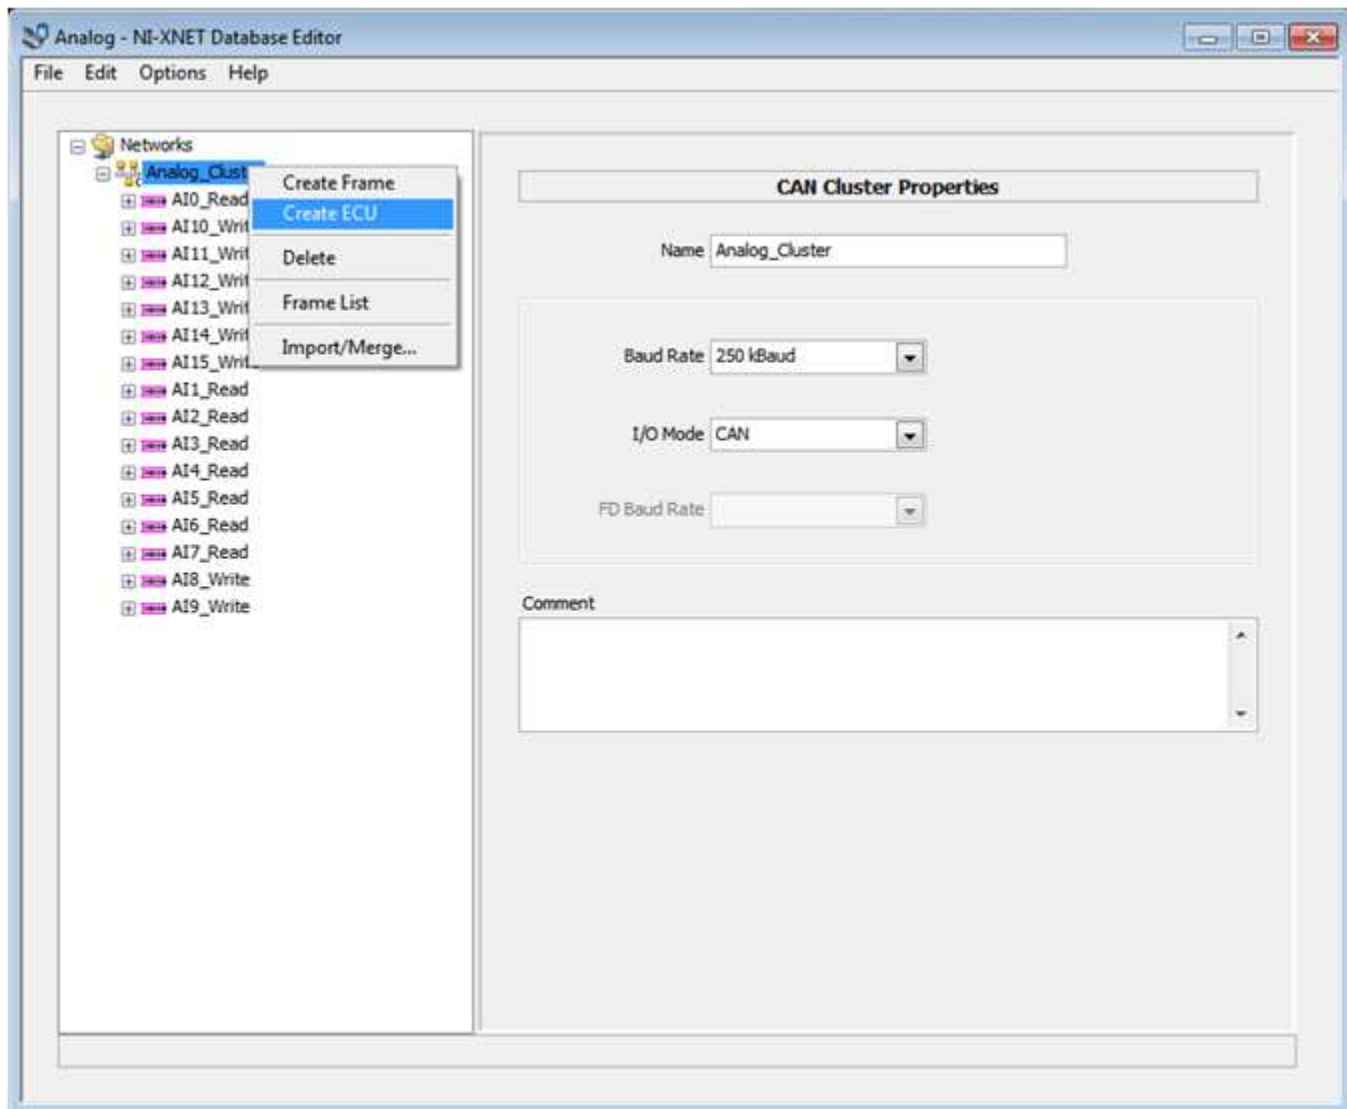 Analog - NI-XNET Database Editor
File Edit Options Help
Networks
Analog_Clust
AI0_Read
AI10_Writ
AI11_Writ
AI12_Writ
AI13_Writ
AI14_Writ
AI15_Write
AI1_Read
AI2_Read
AI3_Read
AI4_Read
AI5_Read
AI6_Read
AI7_Read
AI8_Write
AI9_Write
Create Frame
Create ECU
Delete
Frame List
Import/Merge...
CAN Cluster Properties
Name Analog_Cluster
Baud Rate 250 kBaud
I/O Mode CAN
FD Baud Rate
Comment